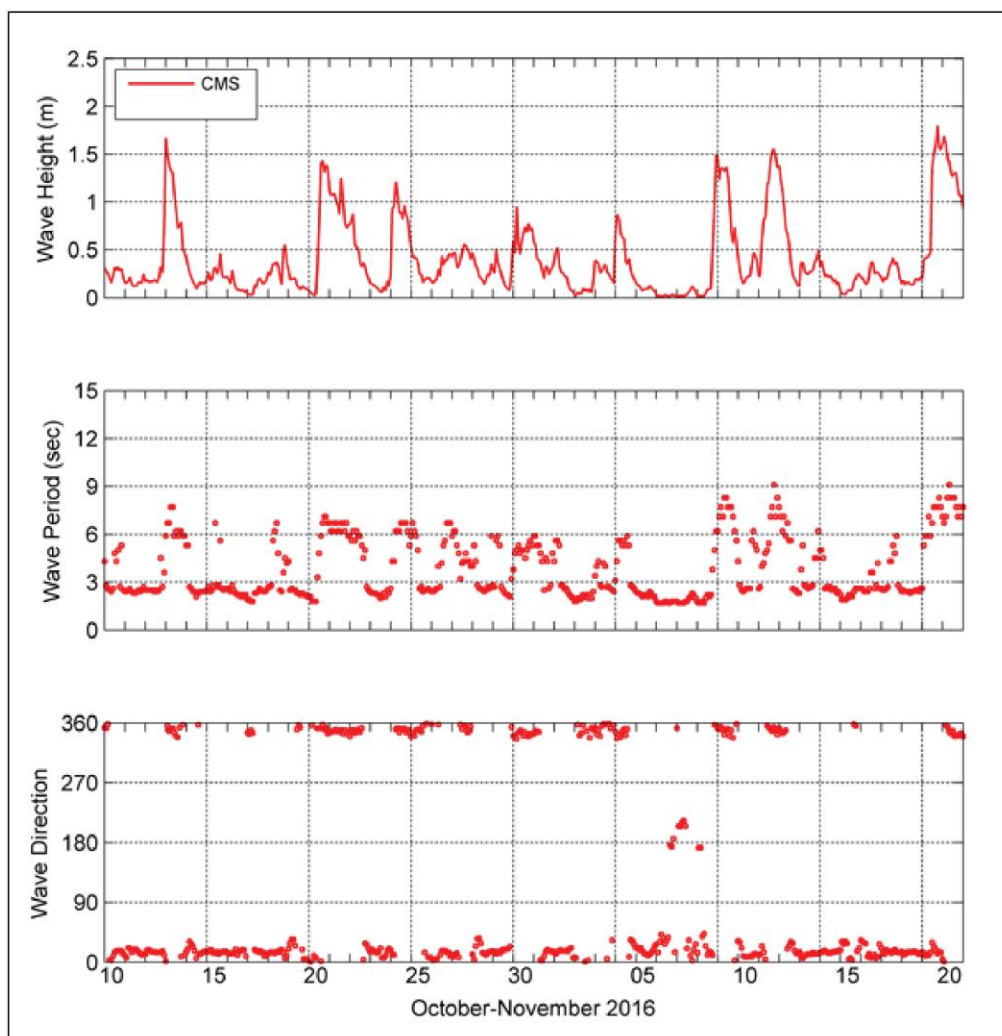 2.5
CMS
2
1.5
1
0.5
0
Wave Height (m)
15
12
9
6
3
0
Wave Period (sec)
360
270
180
90
0
Wave Direction
10 15 20 25 30 05 10 15 20
October-November 2016